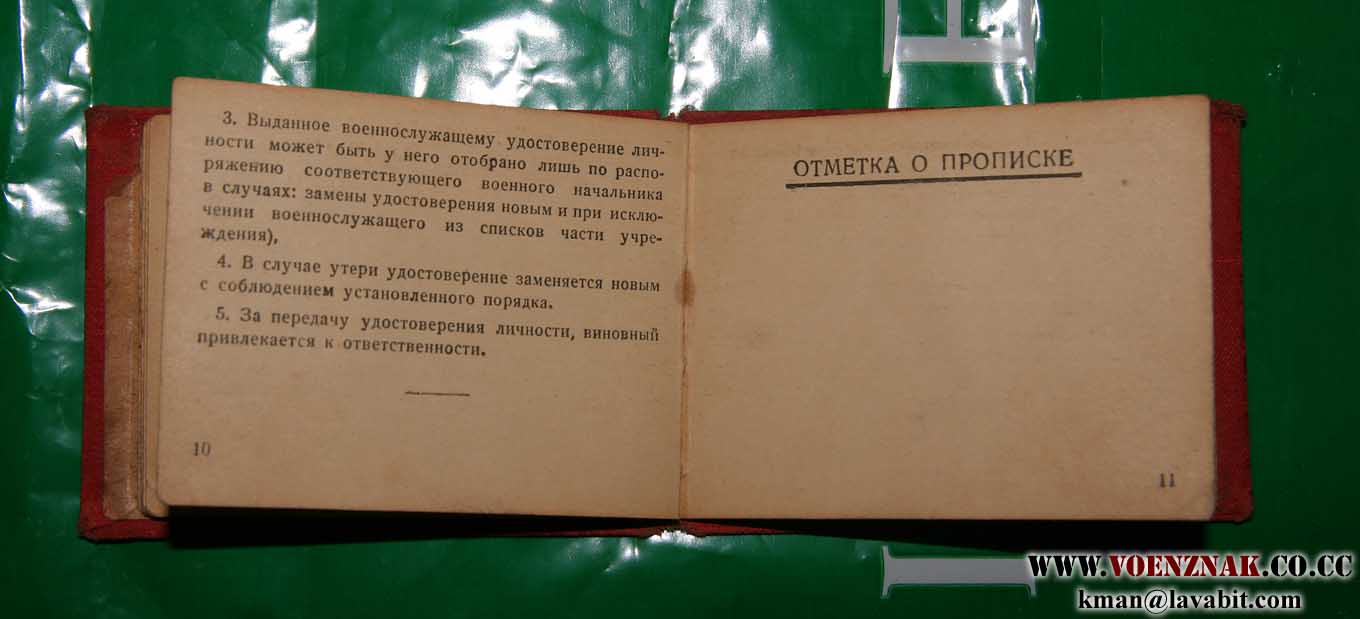 3. Выданное военнослужащему удостоверение лич-
ности может быть у него отобрано лишь по распо-
ряжению соответствующего военного начальника
в случаях: замены удостоверения новым и при исклю-
чении военнослужащего из списков части учре-
ждения),
4. В случае утери удостоверение заменяется новым
с соблюдением установленного порядка.
5. За передачу удостоверения личности, виновный
привлекается к ответственности.
10
ОТМЕТКА О ПРОПИСКЕ
11
WWW.VOENZNAK.CO.CC
kman@lavabit.com